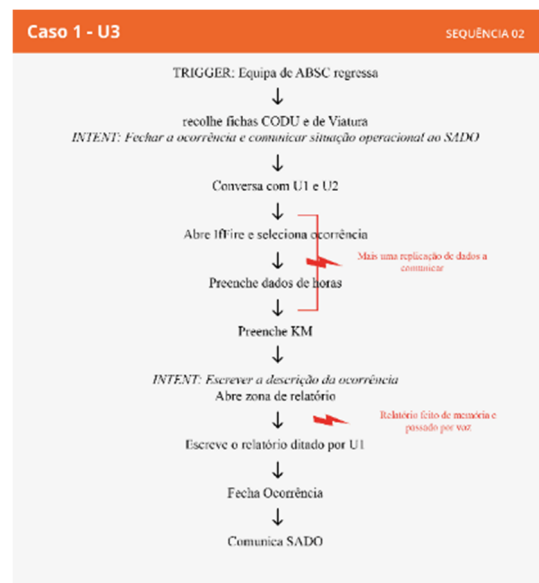 Caso 1 - U3
SEQUÊNCIA 02
TRIGGER: Equipa de ABSC regressa
recolhe fichas CODU e de Viatura
INTENT: Fechar a ocorrência e comunicar situação operacional ao SADO
Conversa com U1 e U2
Abre IfFire e seleciona ocorrência
Mais uma replicação de dados a
comunicar
Preenche dados de horas
Preenche KM
INTENT: Escrever a descrição da ocorrência
Abre zona de relatório
Relatório feito de memória e
passado por voz
Escreve o relatório ditado por U1
Fecha Ocorrência
Comunica SADO